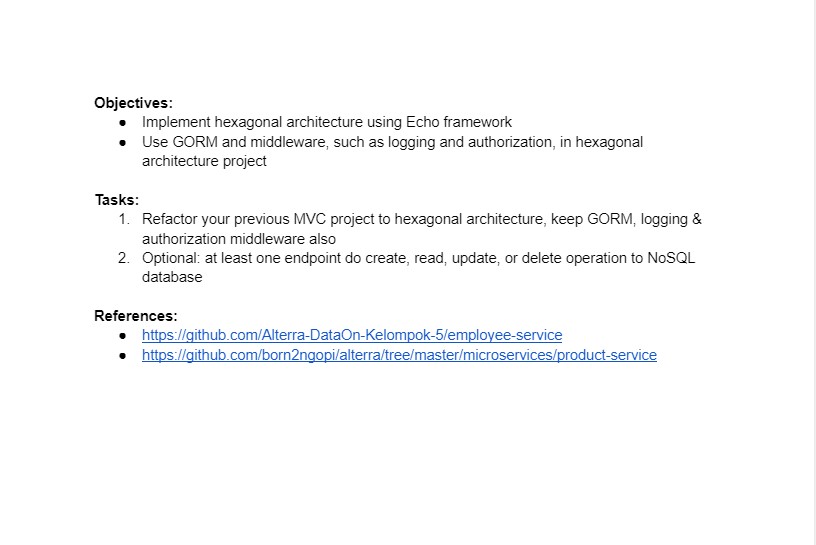 Objectives:
● Implement hexagonal architecture using Echo framework
● Use GORM and middleware, such as logging and authorization, in hexagonal
architecture project
Tasks:
1. Refactor your previous MVC project to hexagonal architecture, keep GORM, logging &
authorization middleware also
2. Optional: at least one endpoint do create, read, update, or delete operation to NoSQL
database
References:
● https://github.com/Alterra-DataOn-Kelompok-5/employee-service
● https://github.com/born2ngopi/alterra/tree/master/microservices/product-service